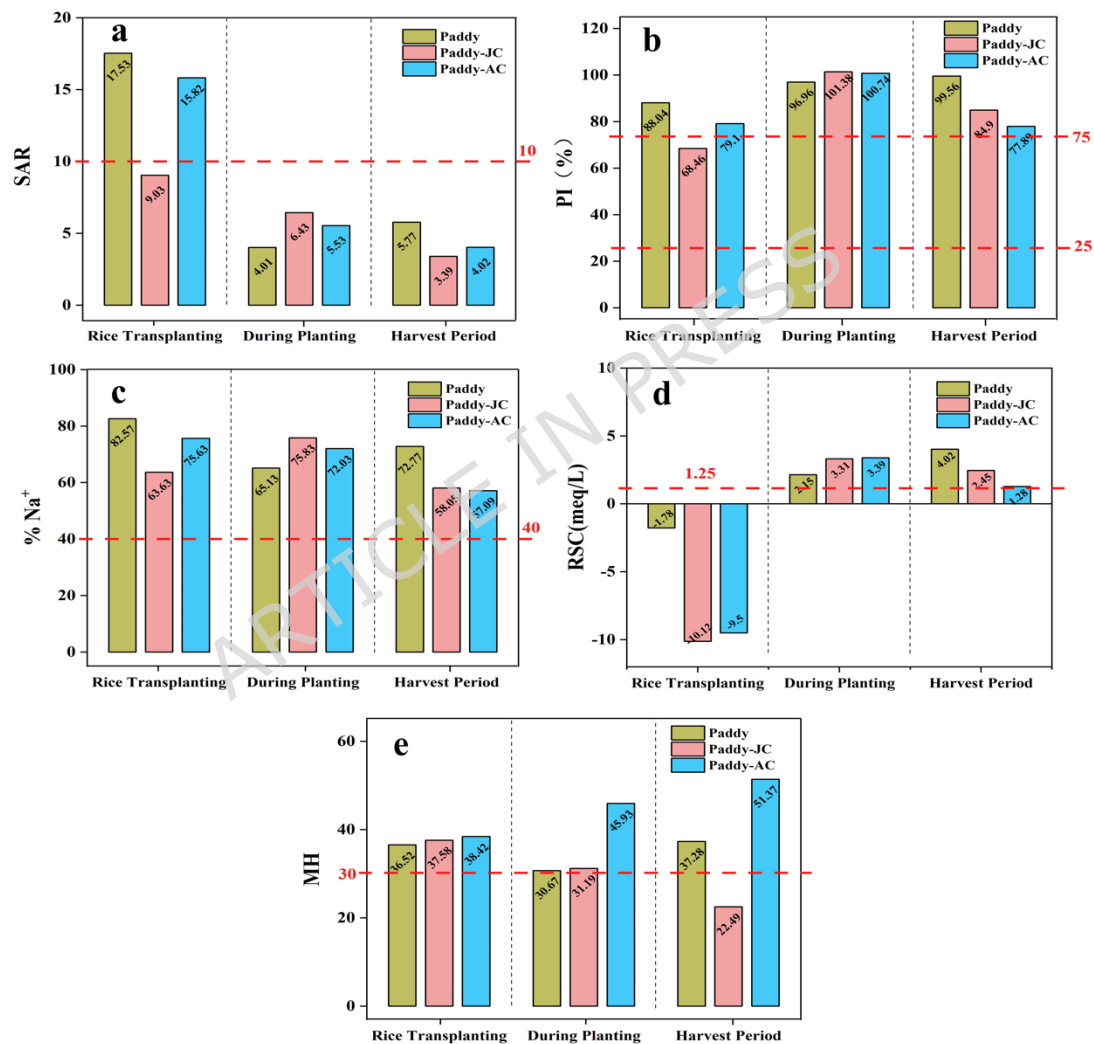 a
Paddy
Paddy-JC
Paddy-AC
SAR
20
15
10
5
0
10
17.53
9.03
15.82
4.01
6.43
5.53
5.77
3.39
4.02
Rice Transplanting
During Planting
Harvest Period
b
Paddy
Paddy-JC
Paddy-AC
PI（%）
120
100
80
60
40
20
0
75
25
88.04
68.46
79.1
96.96
101.38
100.74
99.56
84.9
77.89
Rice Transplanting
During Planting
Harvest Period
c
Paddy
Paddy-JC
Paddy-AC
% Na⁺
100
80
60
40
20
0
40
82.57
63.63
75.63
65.13
75.83
72.03
72.77
58.05
57.09
Rice Transplanting
During Planting
Harvest Period
d
Paddy
Paddy-JC
Paddy-AC
RSC(meq/L)
10
5
0
-5
-10
1.25
-1.78
-10.12
-9.5
2.15
3.31
3.39
4.02
2.45
1.28
Rice Transplanting
During Planting
Harvest Period
e
Paddy
Paddy-JC
Paddy-AC
MH
60
40
30
20
0
36.52
37.58
38.42
30.67
31.19
45.93
37.28
22.49
51.37
Rice Transplanting
During Planting
Harvest Period
ARTICLE IN PRESS